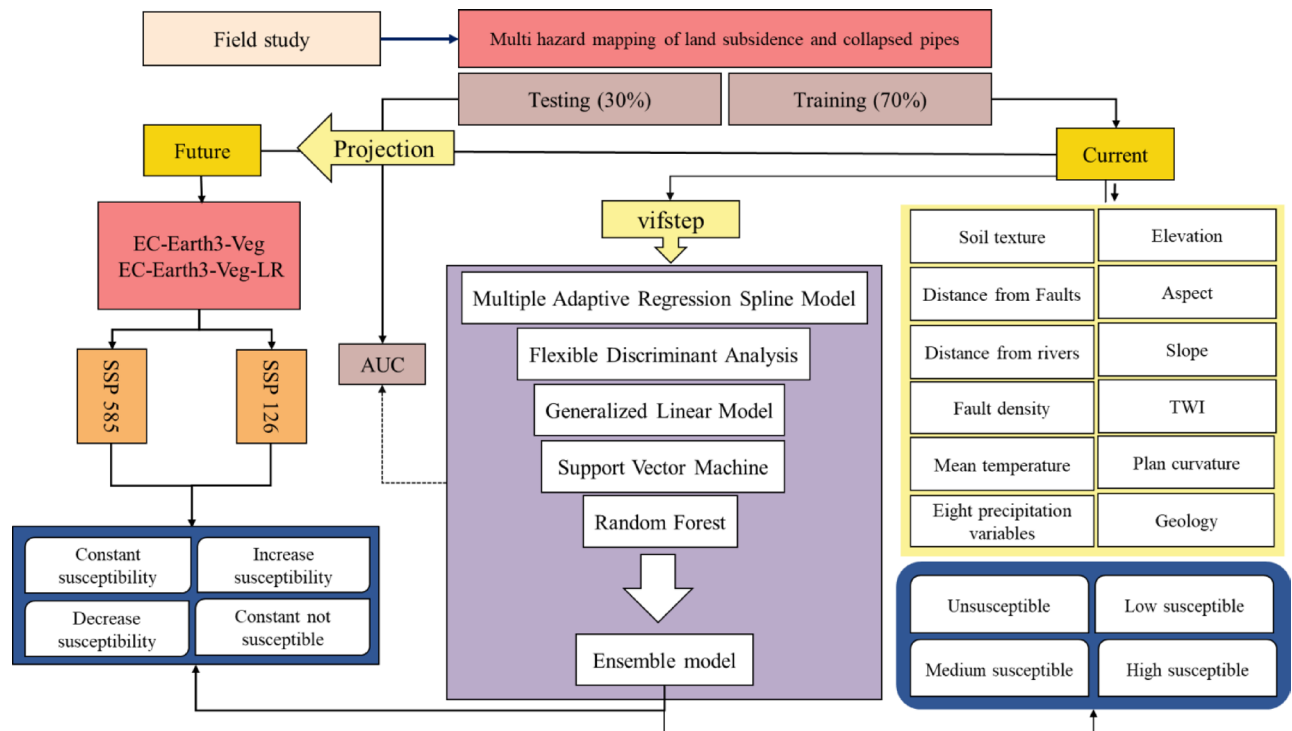 Field study
Multi hazard mapping of land subsidence and collapsed pipes
Testing (30%)
Training (70%)
Future
Projection
Current
EC-Earth3-Veg
EC-Earth3-Veg-LR
SSP 585
SSP 126
AUC
vifstep
Multiple Adaptive Regression Spline Model
Flexible Discriminant Analysis
Generalized Linear Model
Support Vector Machine
Random Forest
Ensemble model
Soil texture
Elevation
Distance from Faults
Aspect
Distance from rivers
Slope
Fault density
TWI
Mean temperature
Plan curvature
Eight precipitation
variables
Geology
Constant
susceptibility
Increase
susceptibility
Decrease
susceptibility
Constant not
susceptible
Unsusceptible
Low susceptible
Medium susceptible
High susceptible